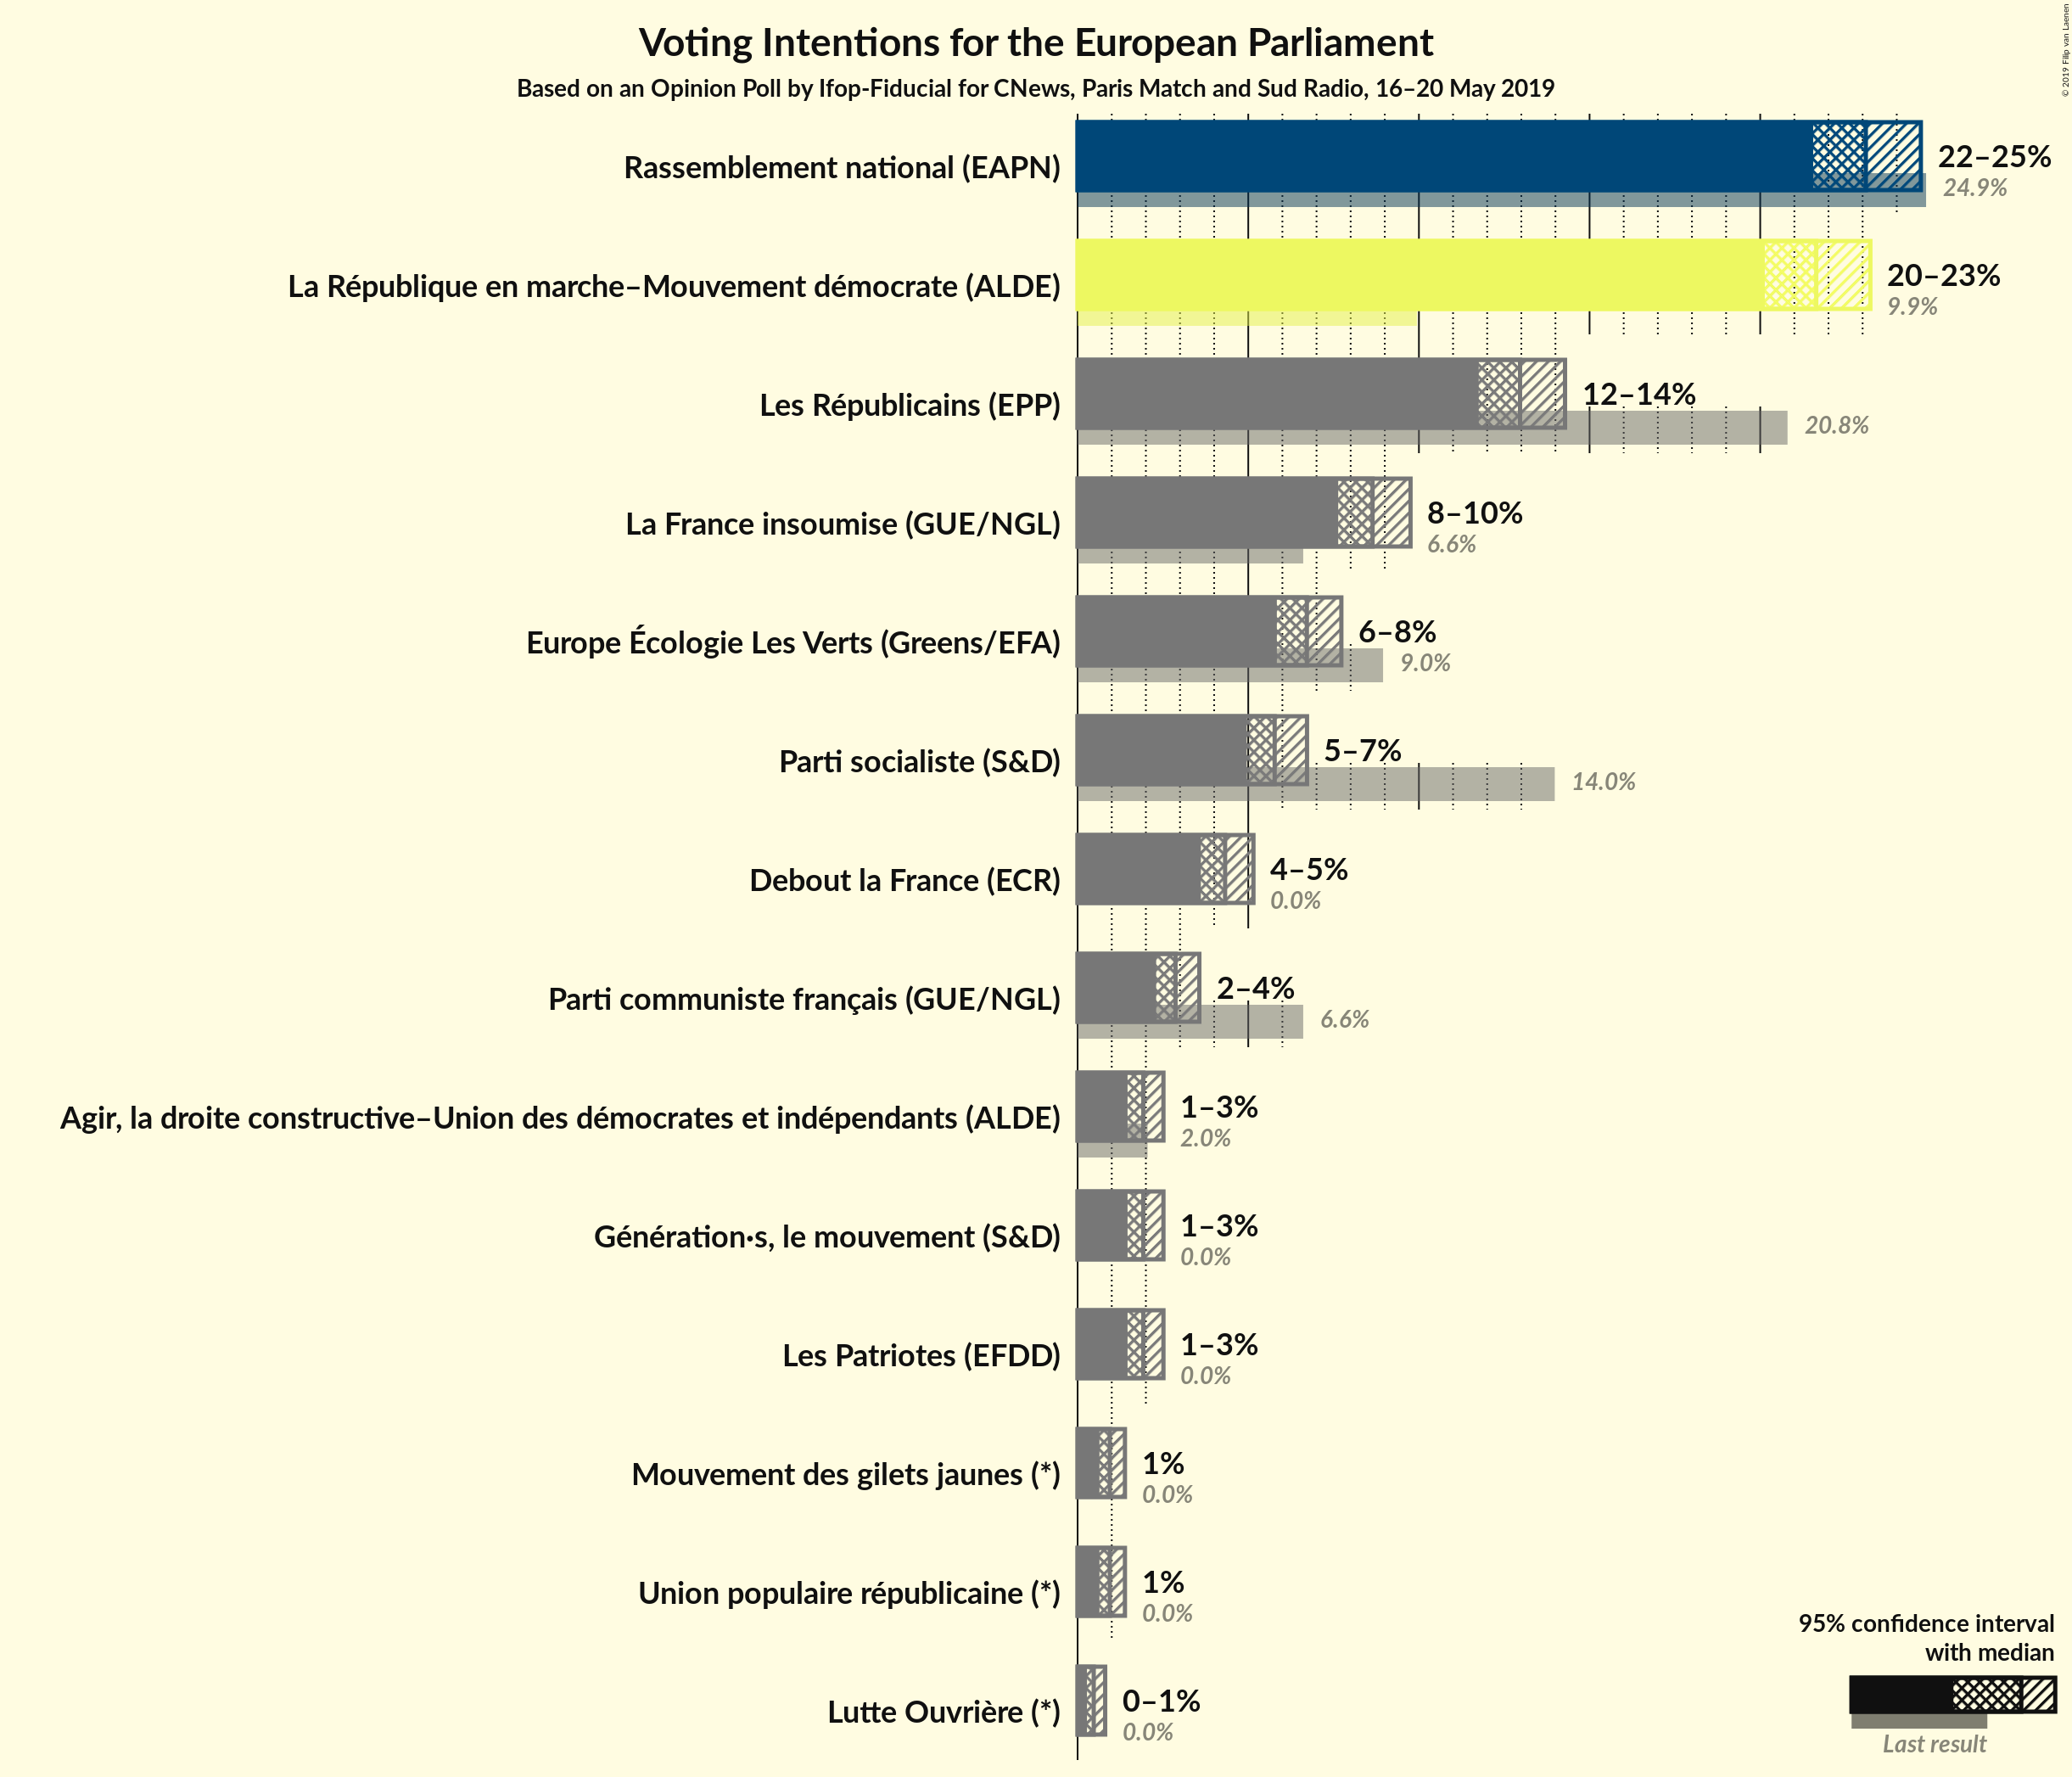 Voting Intentions for the European Parliament
Based on an Opinion Poll by Ifop-Fiducial for CNews, Paris Match and Sud Radio, 16–20 May 2019
© 2019 Filip van Laenen
Rassemblement national (EAPN)
22–25%
24.9%
La République en marche–Mouvement démocrate (ALDE)
20–23%
9.9%
Les Républicains (EPP)
12–14%
20.8%
La France insoumise (GUE/NGL)
8–10%
6.6%
Europe Écologie Les Verts (Greens/EFA)
6–8%
9.0%
Parti socialiste (S&D)
5–7%
14.0%
Debout la France (ECR)
4–5%
0.0%
Parti communiste français (GUE/NGL)
2–4%
6.6%
Agir, la droite constructive–Union des démocrates et indépendants (ALDE)
1–3%
2.0%
Génération·s, le mouvement (S&D)
1–3%
0.0%
Les Patriotes (EFDD)
1–3%
0.0%
Mouvement des gilets jaunes (*)
1%
0.0%
Union populaire républicaine (*)
1%
0.0%
Lutte Ouvrière (*)
0–1%
0.0%
95% confidence interval
with median
Last result